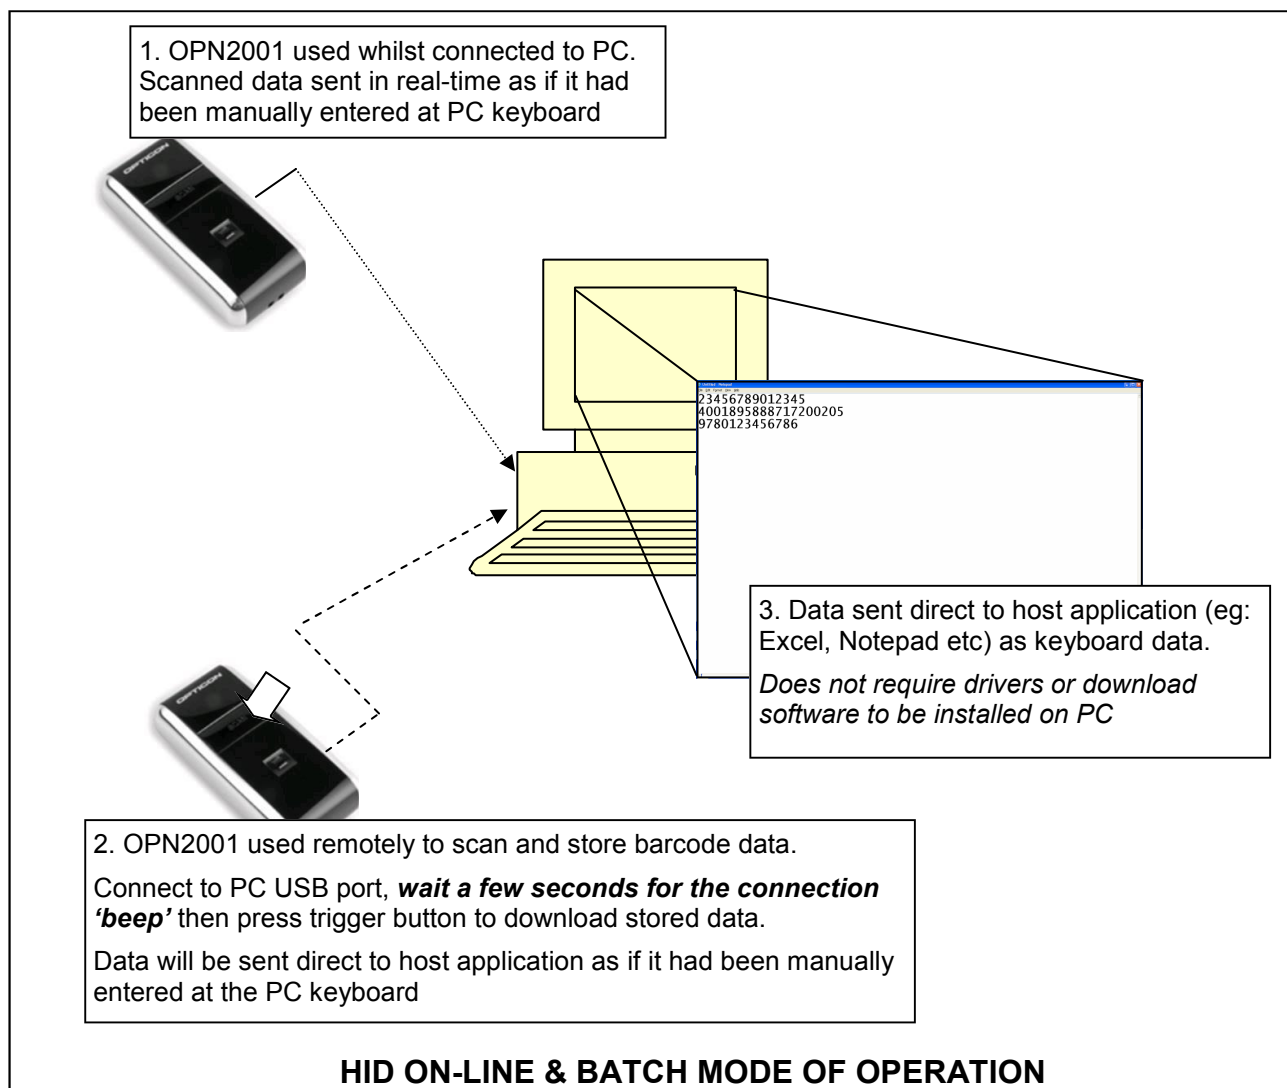 1. OPN2001 used whilst connected to PC.
Scanned data sent in real-time as if it had
been manually entered at PC keyboard
OPTICON
SCAN
23456789012345
4001895888717200205
9780123456786
3. Data sent direct to host application (eg:
Excel, Notepad etc) as keyboard data.
Does not require drivers or download
software to be installed on PC
OPTICON
SCAN
2. OPN2001 used remotely to scan and store barcode data.
Connect to PC USB port, wait a few seconds for the connection
‘beep’ then press trigger button to download stored data.
Data will be sent direct to host application as if it had been manually
entered at the PC keyboard
HID ON-LINE & BATCH MODE OF OPERATION